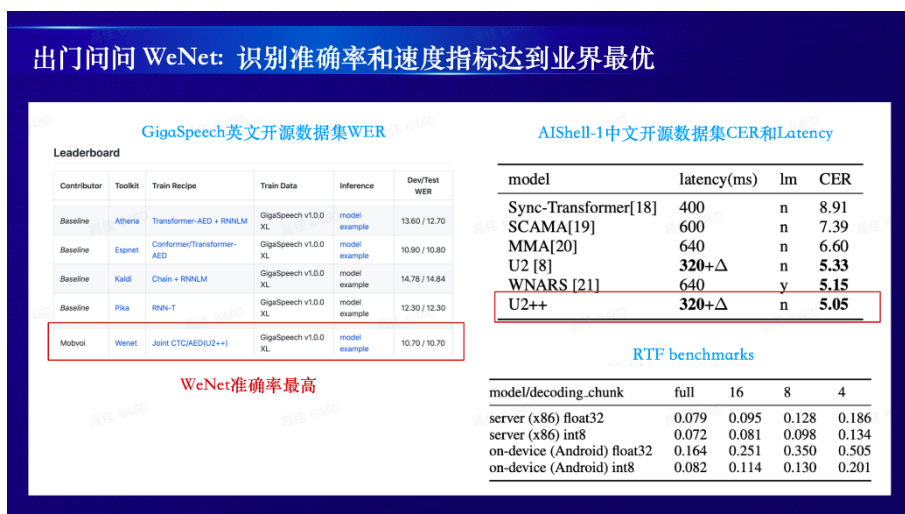 出门问问 WeNet: 识别准确率和速度指标达到业界最优
GigaSpeech英文开源数据集WER
Leaderboard
Contributor Toolkit Train Recipe Train Data Inference Dev/Test WER
Baseline Athena Transformer-AED + RNNLM GigaSpeech v1.0.0 XL model example 13.60 / 12.70
Baseline Espnet Conformer/Transformer-AED GigaSpeech v1.0.0 XL model example 10.90 / 10.80
Baseline Kaldi Chain + RNNLM GigaSpeech v1.0.0 XL model example 14.78 / 14.84
Baseline Pika RNN-T GigaSpeech v1.0.0 XL model example 12.30 / 12.30
Mobvoi Wenet Joint CTC/AED(U2++) GigaSpeech v1.0.0 XL model example 10.70 / 10.70
WeNet准确率最高
AIShell-1中文开源数据集CER和Latency
model latency(ms) lm CER
Sync-Transformer[18] 400 n 8.91
SCAMA[19] 600 n 7.39
MMA[20] 640 n 6.60
U2 [8] 320+Δ n 5.33
WNARS [21] 640 y 5.15
U2++ 320+Δ n 5.05
RTF benchmarks
model/decoding_chunk full 16 8 4
server (x86) float32 0.079 0.095 0.128 0.186
server (x86) int8 0.072 0.081 0.098 0.134
on-device (Android) float32 0.164 0.251 0.350 0.505
on-device (Android) int8 0.082 0.114 0.130 0.201